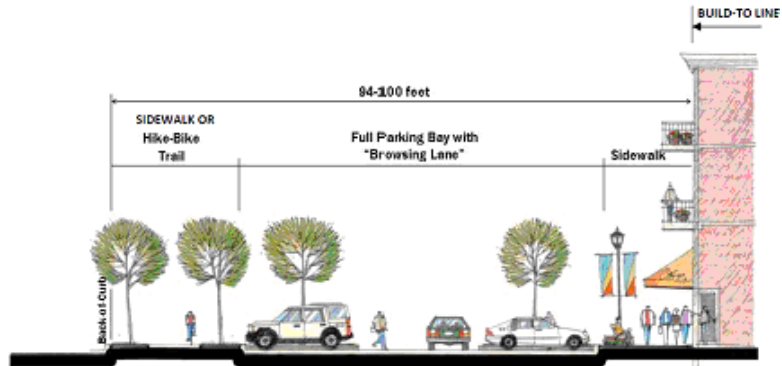 BUILD-TO LINE
94-100 feet
SIDEWALK OR
Hike-Bike
Trail
Full Parking Bay with
"Browsing Lane"
Sidewalk
Back of Curb